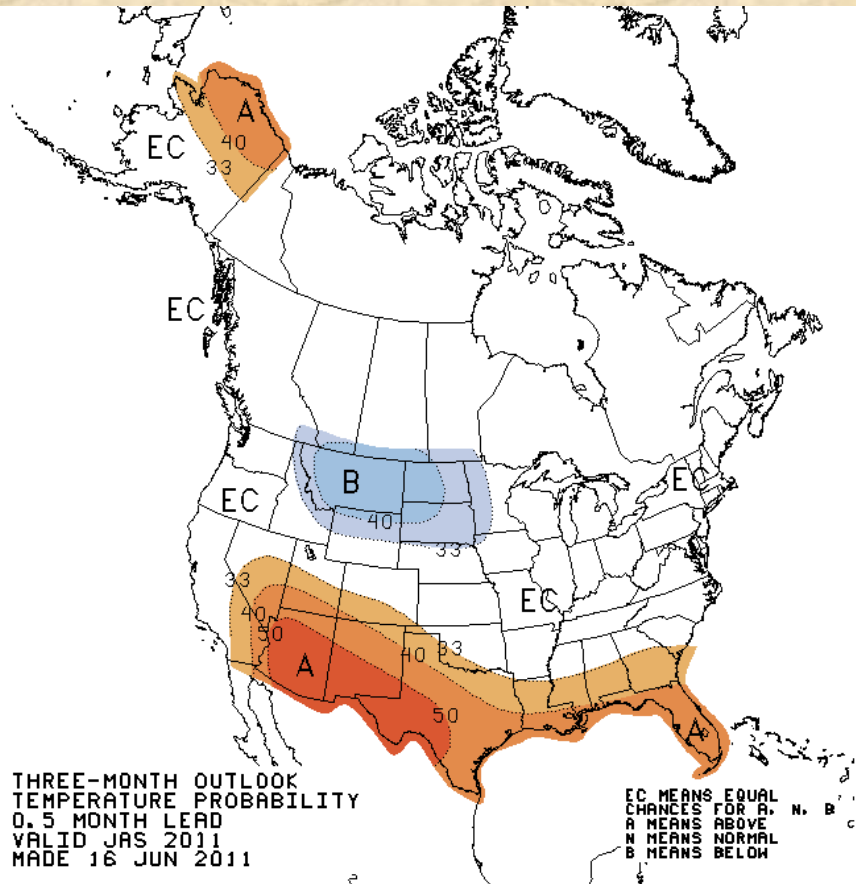 A
EC
40
33
EC
B
EC
40
EC
33
33
EC
40
50
33
40
A
50
A
THREE-MONTH OUTLOOK
TEMPERATURE PROBABILITY
0.5 MONTH LEAD
VALID JAS 2011
MADE 16 JUN 2011
EC MEANS EQUAL
CHANCES FOR A, N, B
A MEANS ABOVE
N MEANS NORMAL
B MEANS BELOW